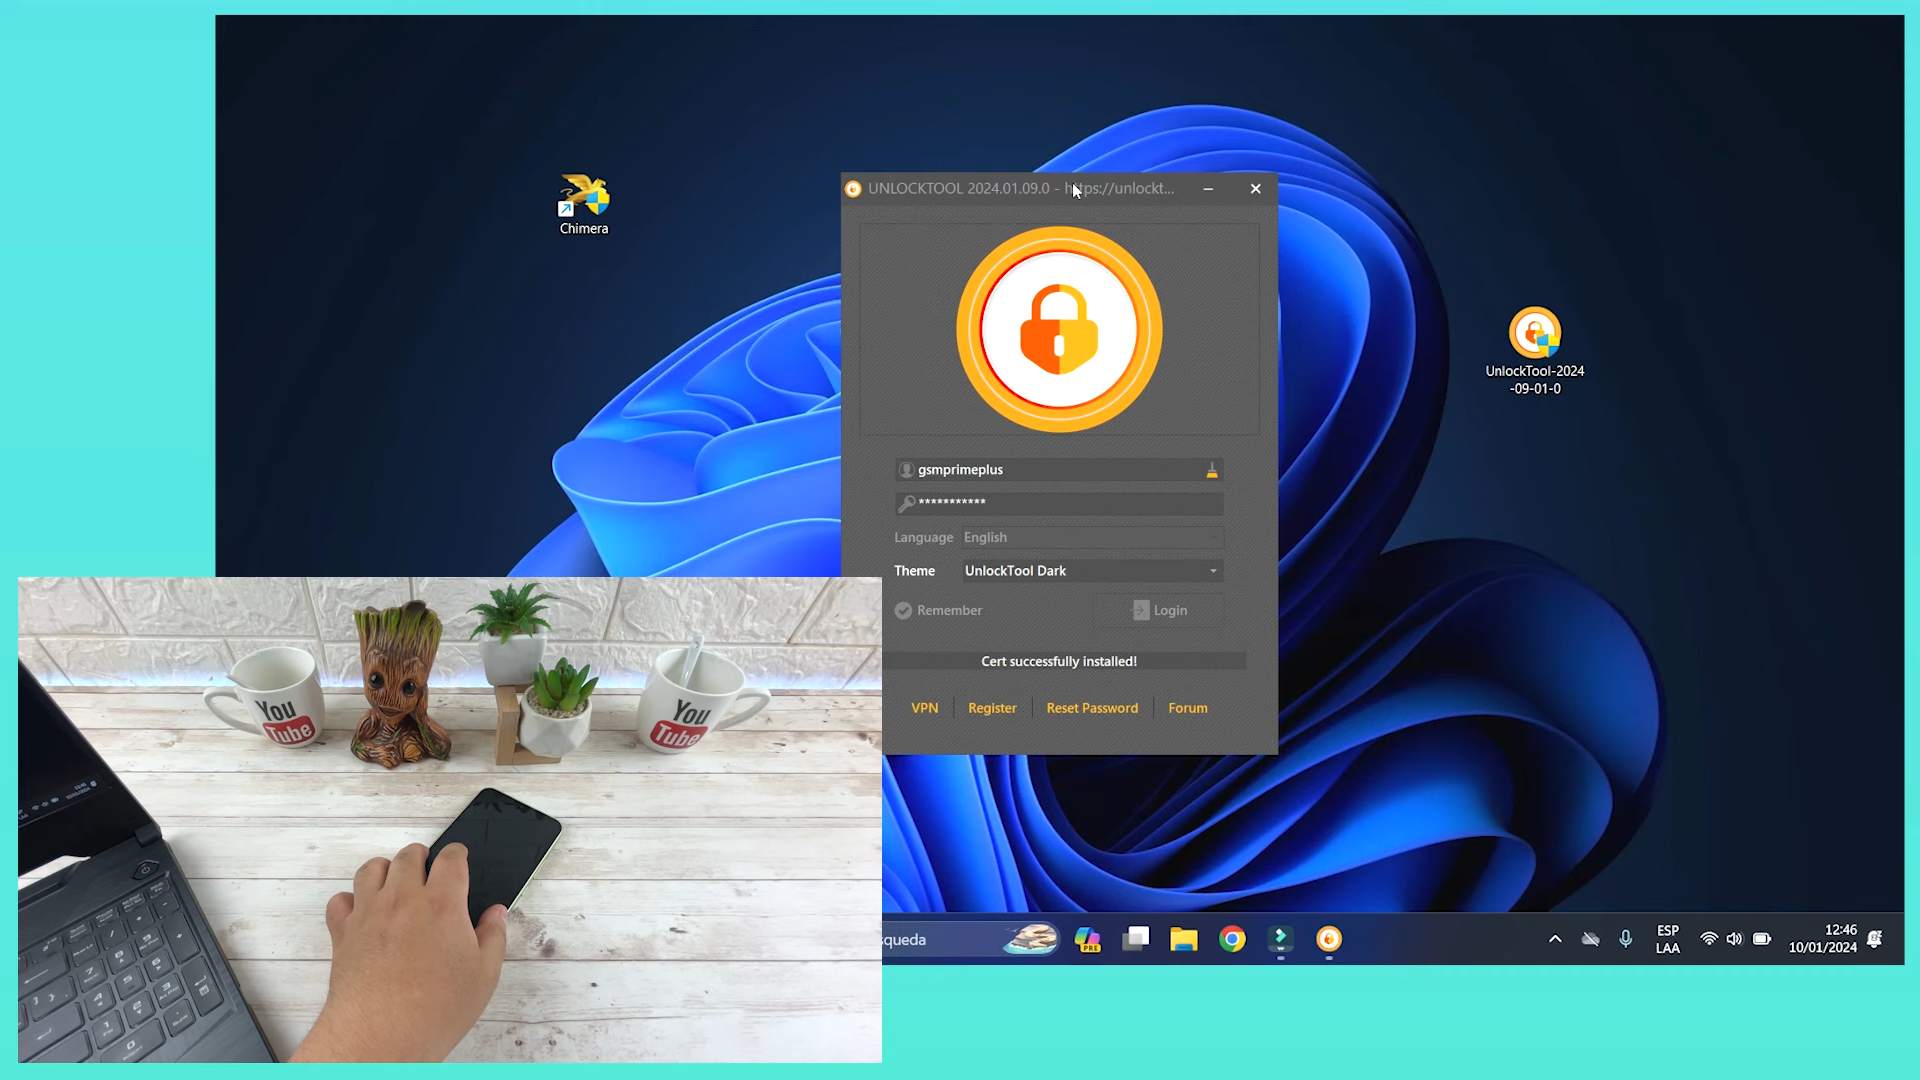 Chimera
UNLOCKTOOL 2024.01.09.0 - https://unlockt...
UnlockTool-2024
-09-01-0
gsmprimeplus
***********
Language English
Theme UnlockTool Dark
Remember
Login
Cert successfully installed!
VPN Register Reset Password Forum
You
Tube
You
Tube
squeda
PRE
ESP
LAA
12:46
10/01/2024